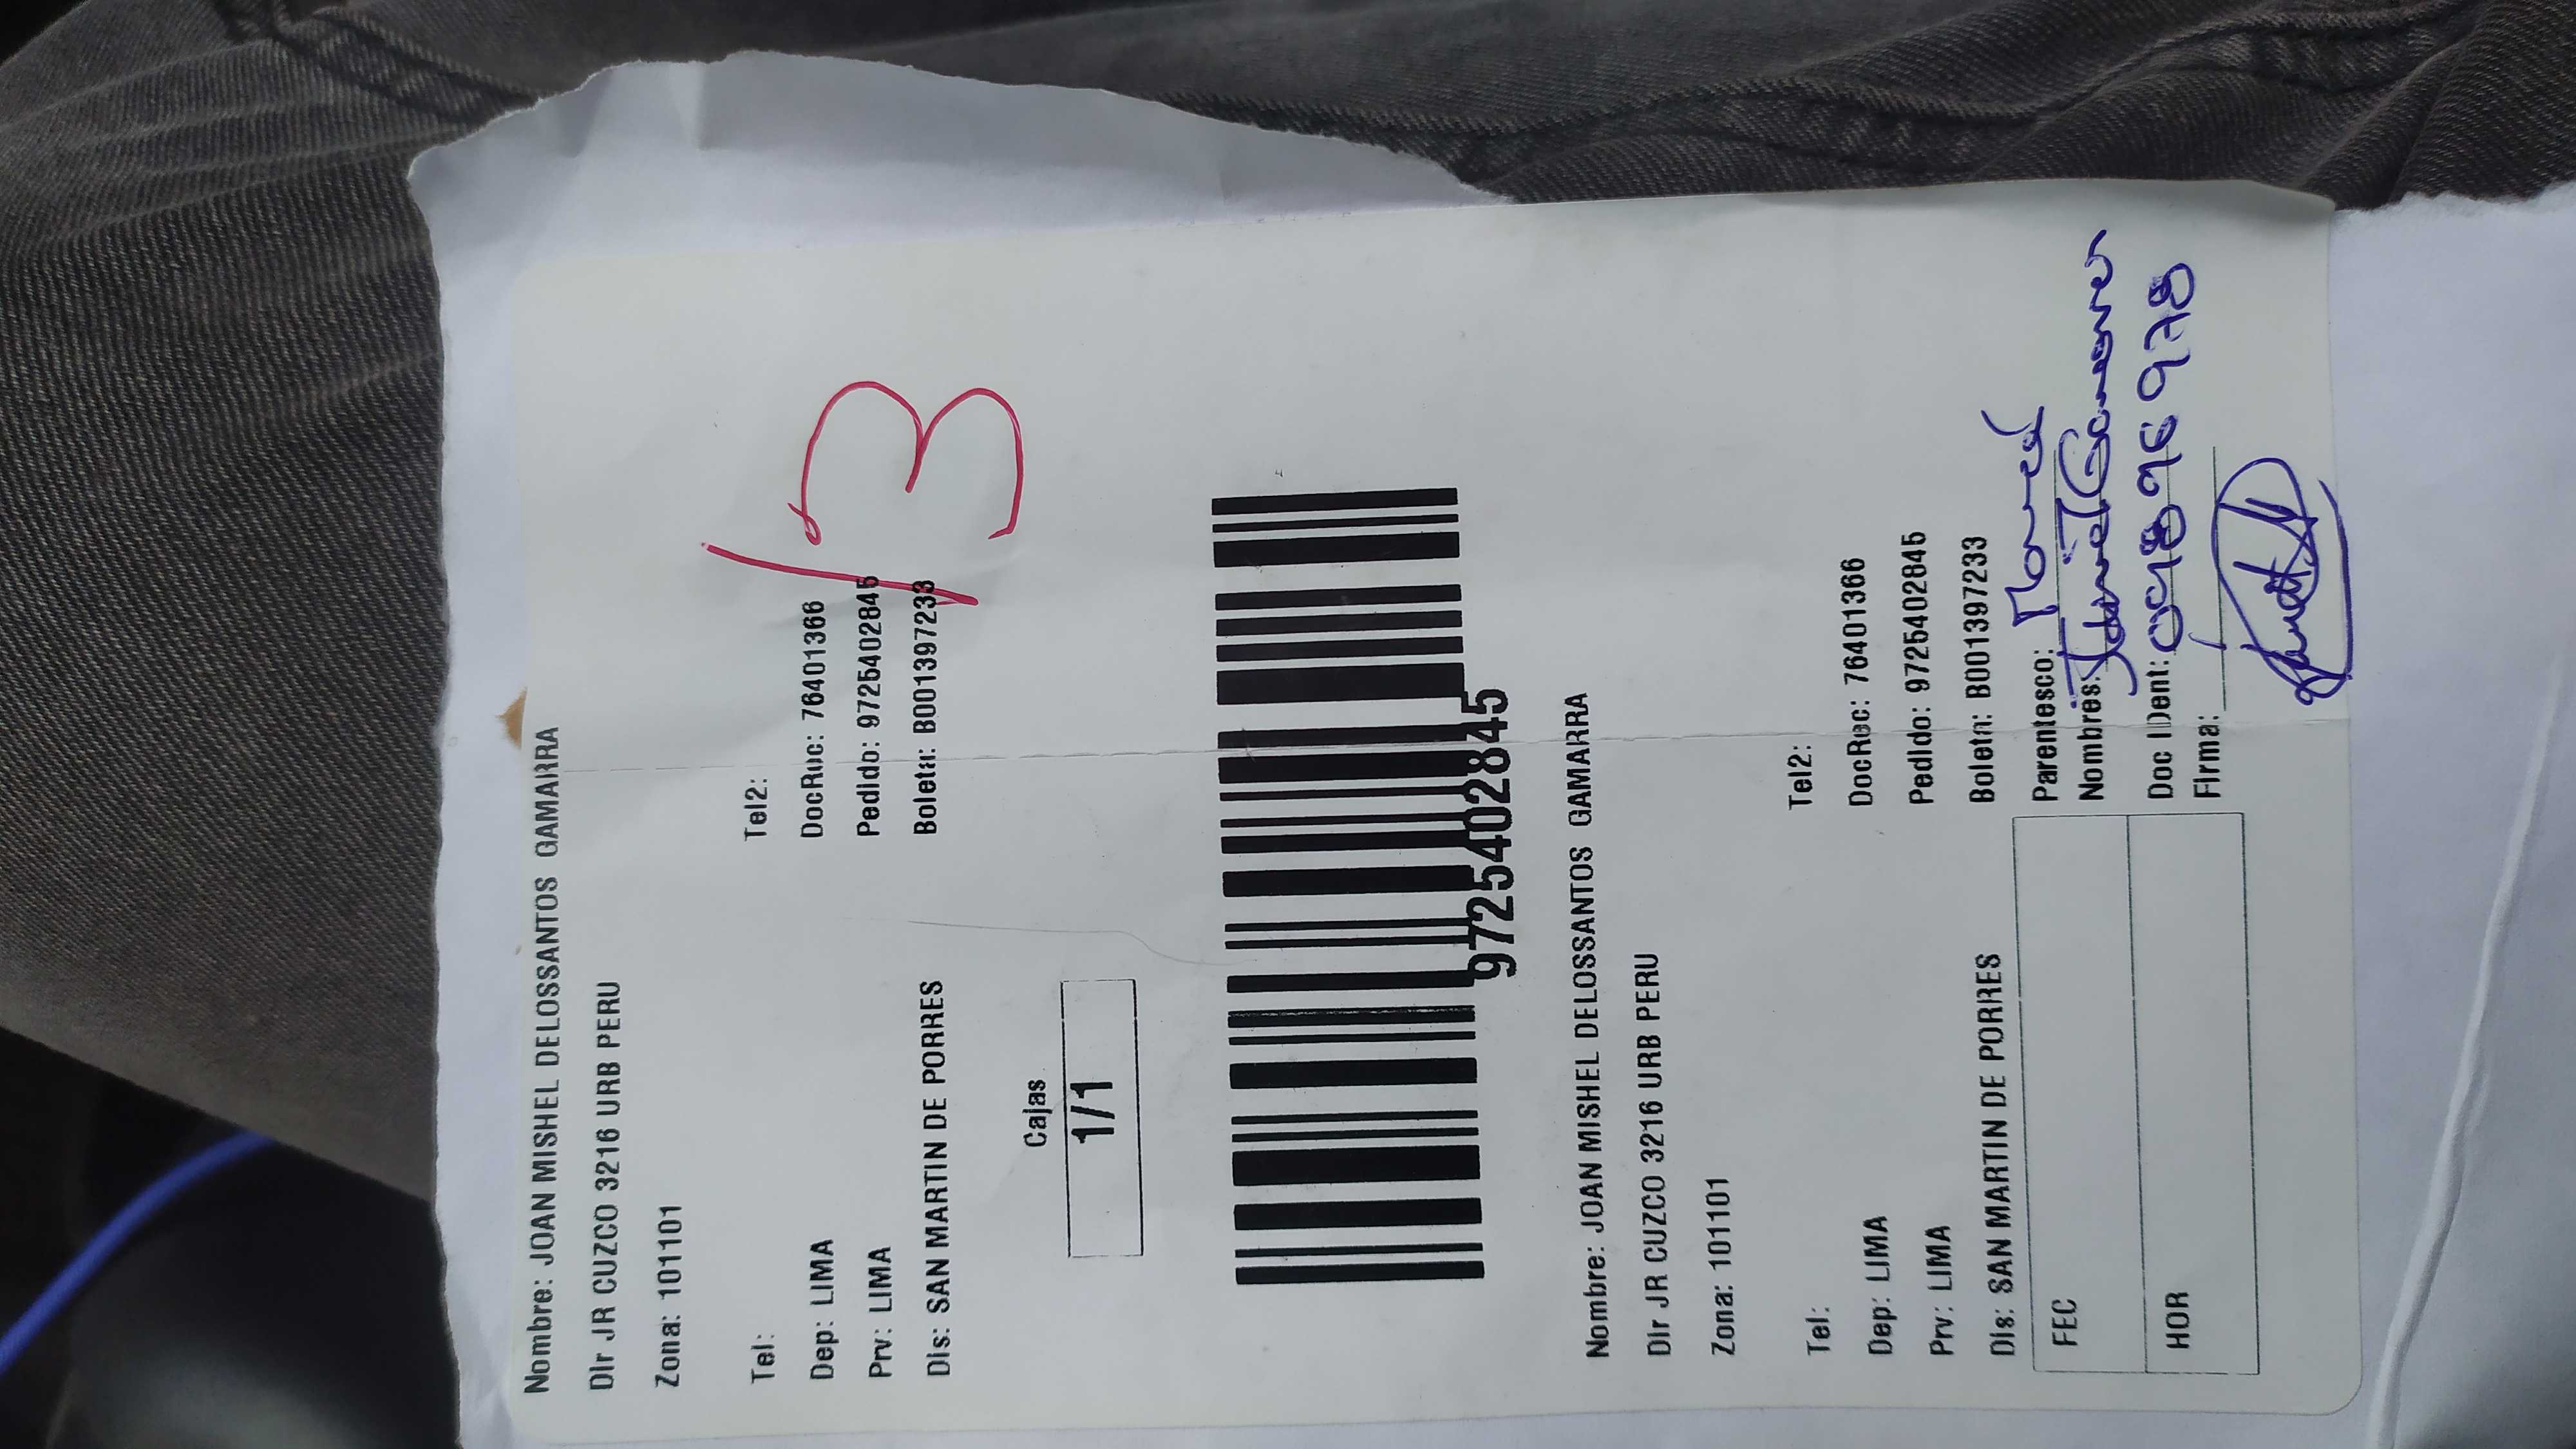 Nombre: JOAN MISHEL DELOSSANTOS GAMARRA
Dir JR CUZCO 3216 URB PERU
Zona: 101101
Tel: Tel2:
Dep: LIMA DocRuc: 76401366
Prv: LIMA Pedido: 9725402845
Dis: SAN MARTIN DE PORRES Boleta: B001397233
13
Cajas
1/1
9725402845
Nombre: JOAN MISHEL DELOSSANTOS GAMARRA
Dir JR CUZCO 3216 URB PERU
Zona: 101101
Tel: Tel2:
Dep: LIMA DocRuc: 76401366
Prv: LIMA Pedido: 9725402845
Dis: SAN MARTIN DE PORRES Boleta: B001397233
FEC Parentesco:
Nombres:
HOR Doc IDent:
Firma: